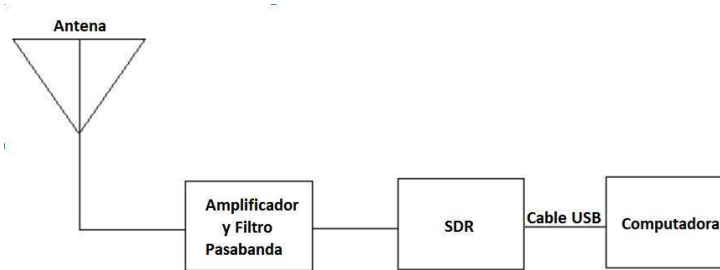 Antena
Amplificador
y Filtro
Pasabanda
SDR
Cable USB
Computadora